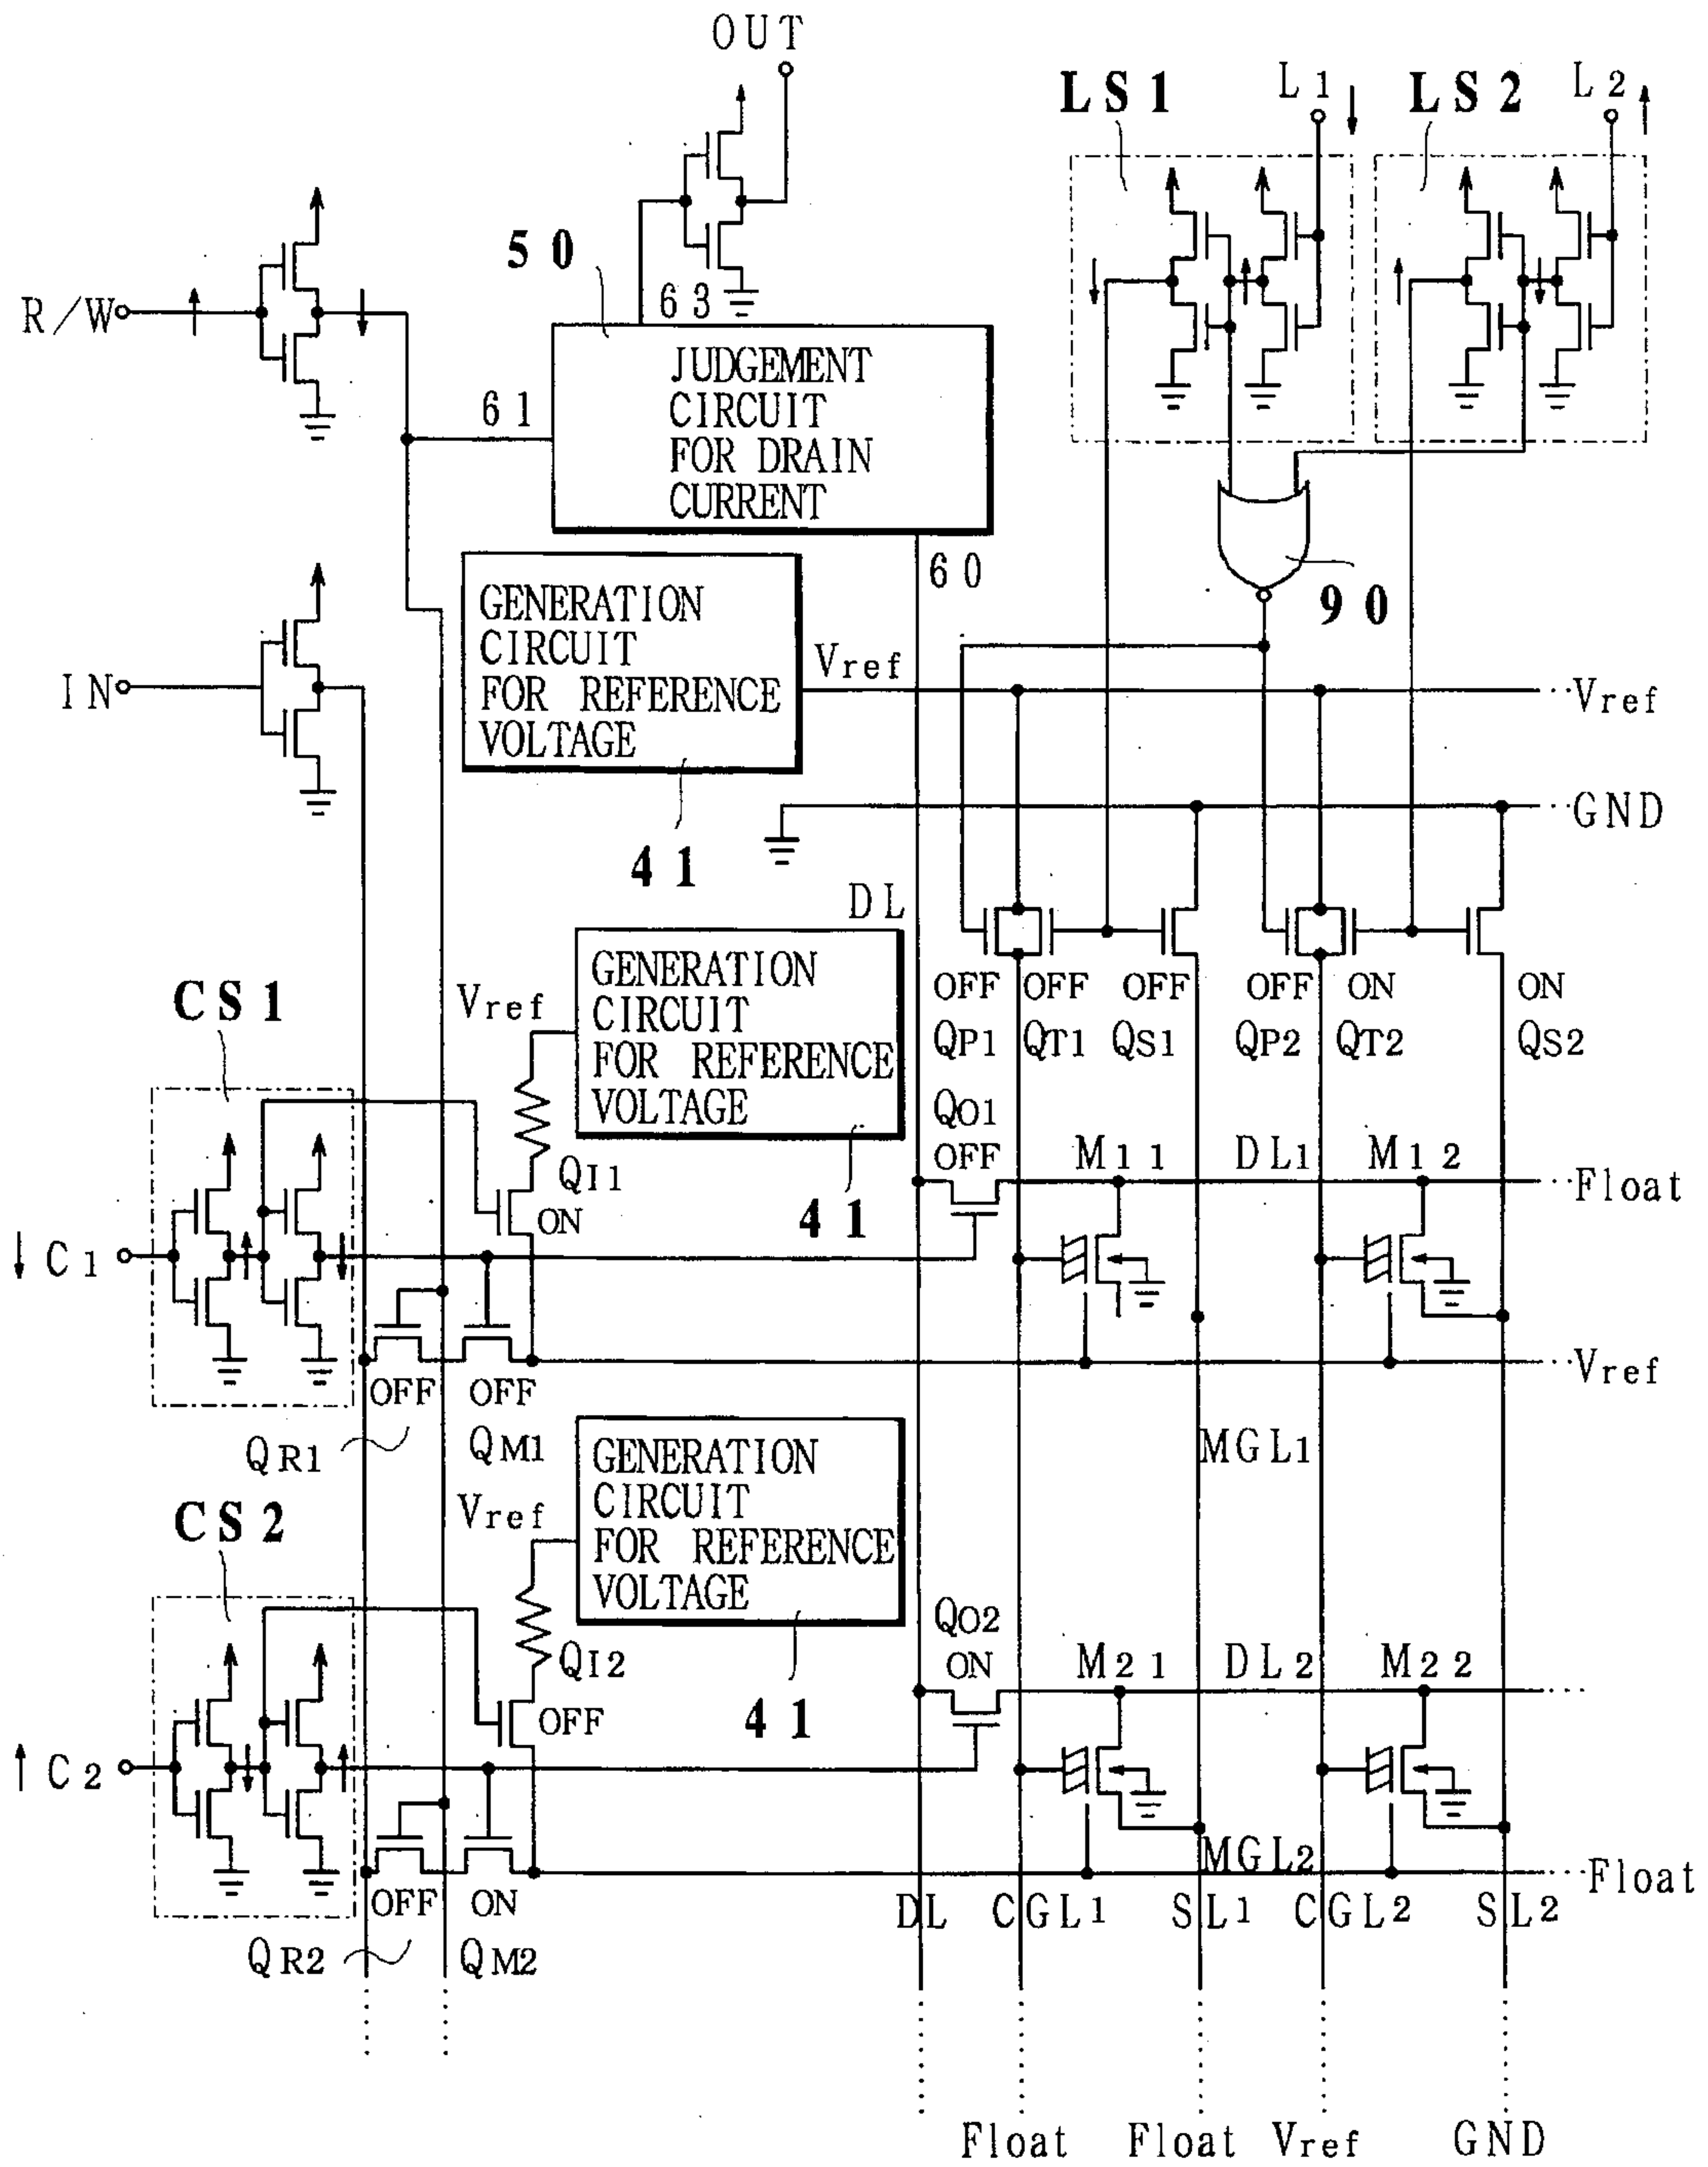 OUT
LS1
L1
LS2
L2
50
R/W
63
61
JUDGEMENT
CIRCUIT
FOR DRAIN
CURRENT
60
90
GENERATION
CIRCUIT
FOR REFERENCE
VOLTAGE
Vref
Vref
IN
41
GND
DL
GENERATION
CIRCUIT
FOR REFERENCE
VOLTAGE
Vref
CS1
OFF OFF OFF OFF ON ON
QP1 QT1 QS1 QP2 QT2 QS2
QO1
OFF
M11
DL1
M12
Float
QI1
ON
41
C1
Vref
OFF OFF
QR1
QM1
MGL1
GENERATION
CIRCUIT
FOR REFERENCE
VOLTAGE
Vref
CS2
QO2
ON
M21
DL2
M22
QI2
OFF
41
C2
MGL2
Float
OFF ON
QR2
QM2
DL CGL1 SL1 CGL2 SL2
Float Float Vref GND